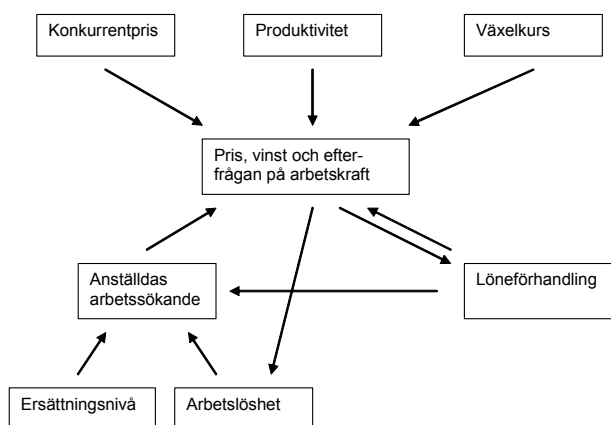 Konkurrentpris
Produktivitet
Växelkurs
Pris, vinst och efter-
frågan på arbetskraft
Anställdas
arbetssökande
Löneförhandling
Ersättningsnivå
Arbetslöshet